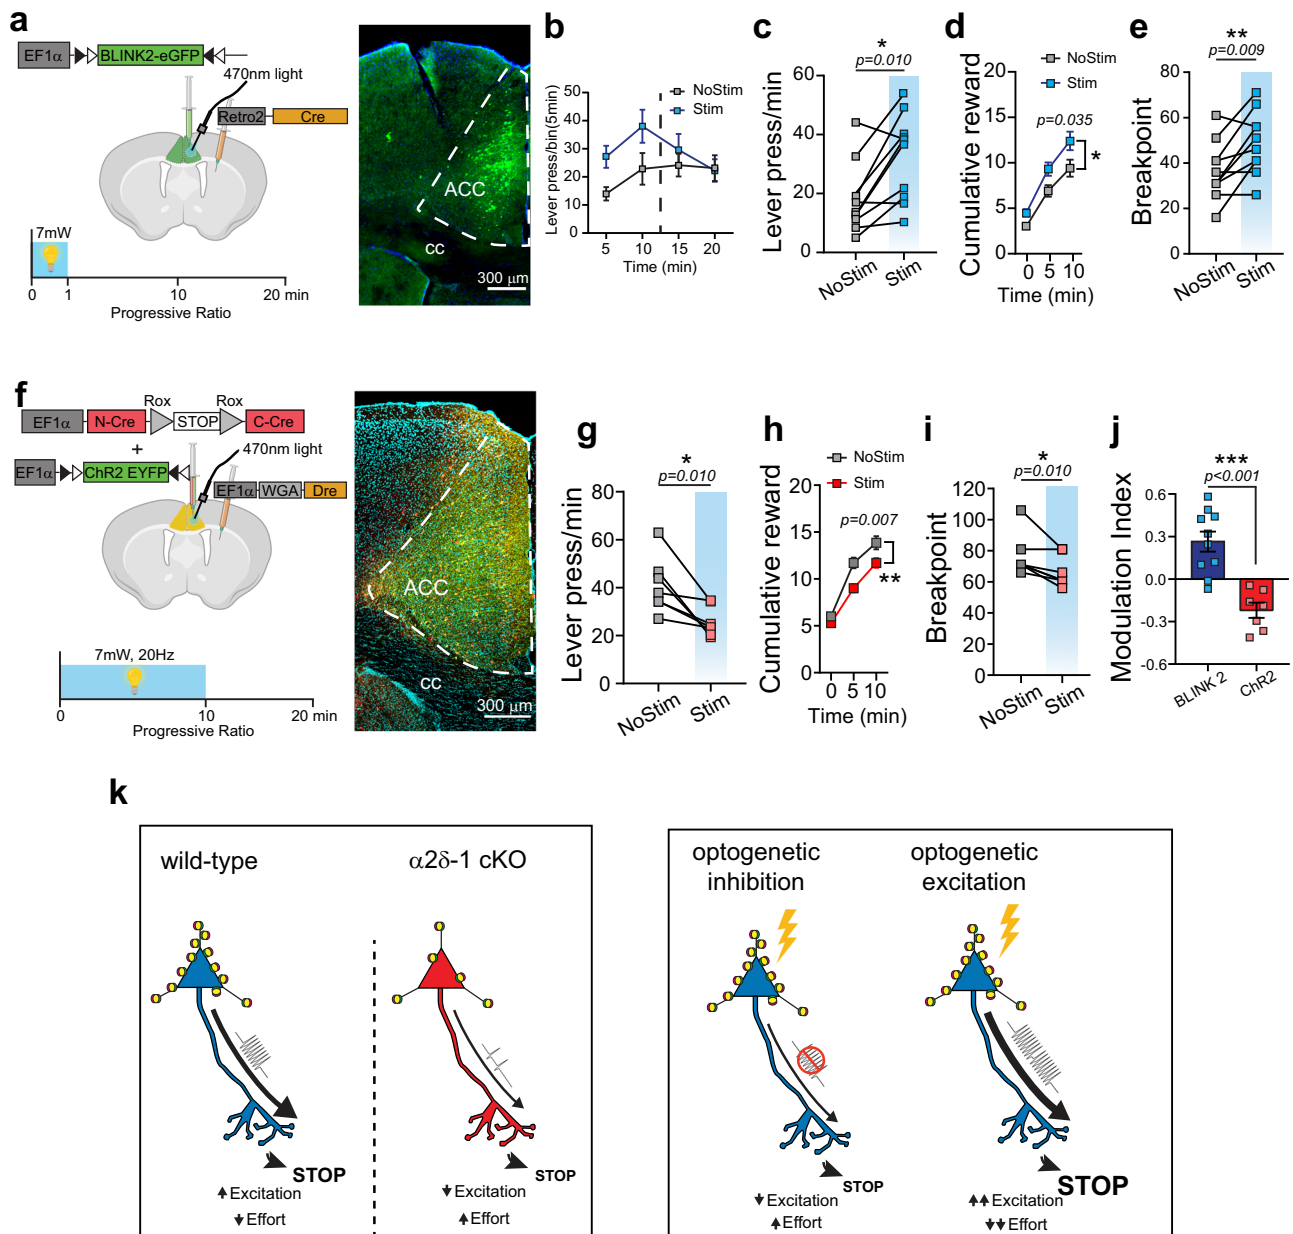 a
EF1α
BLINK2-eGFP
470nm light
Retro2
Cre
7mW
0
1
10
20 min
Progressive Ratio
ACC
cc
300 µm
b
NoStim
Stim
Lever press/bin(5min)
50
40
30
20
10
0
5
10
15
20
Time (min)
c
*
p=0.010
Lever press/min
60
40
20
0
NoStim
Stim
d
NoStim
Stim
Cumulative reward
20
15
10
5
0
p=0.035
*
0
5
10
Time (min)
e
**
p=0.009
Breakpoint
80
60
40
20
0
NoStim
Stim
f
Rox
Rox
EF1α
N-Cre
STOP
C-Cre
+
470nm light
EF1α
ChR2 EYFP
EF1α
WGA
Dre
7mW, 20Hz
0
10
20 min
Progressive Ratio
ACC
cc
300 µm
g
*
p=0.010
Lever press/min
80
60
40
20
0
NoStim
Stim
h
NoStim
Stim
Cumulative reward
20
15
10
5
0
p=0.007
**
0
5
10
Time (min)
i
*
p=0.010
Breakpoint
120
100
80
60
40
20
0
NoStim
Stim
j
***
p<0.001
Modulation Index
0.6
0.3
0.0
-0.3
-0.6
BLINK 2
ChR2
k
wild-type
α2δ-1 cKO
STOP
Excitation
Effort
STOP
Excitation
Effort
optogenetic
inhibition
optogenetic
excitation
STOP
Excitation
Effort
STOP
Excitation
Effort